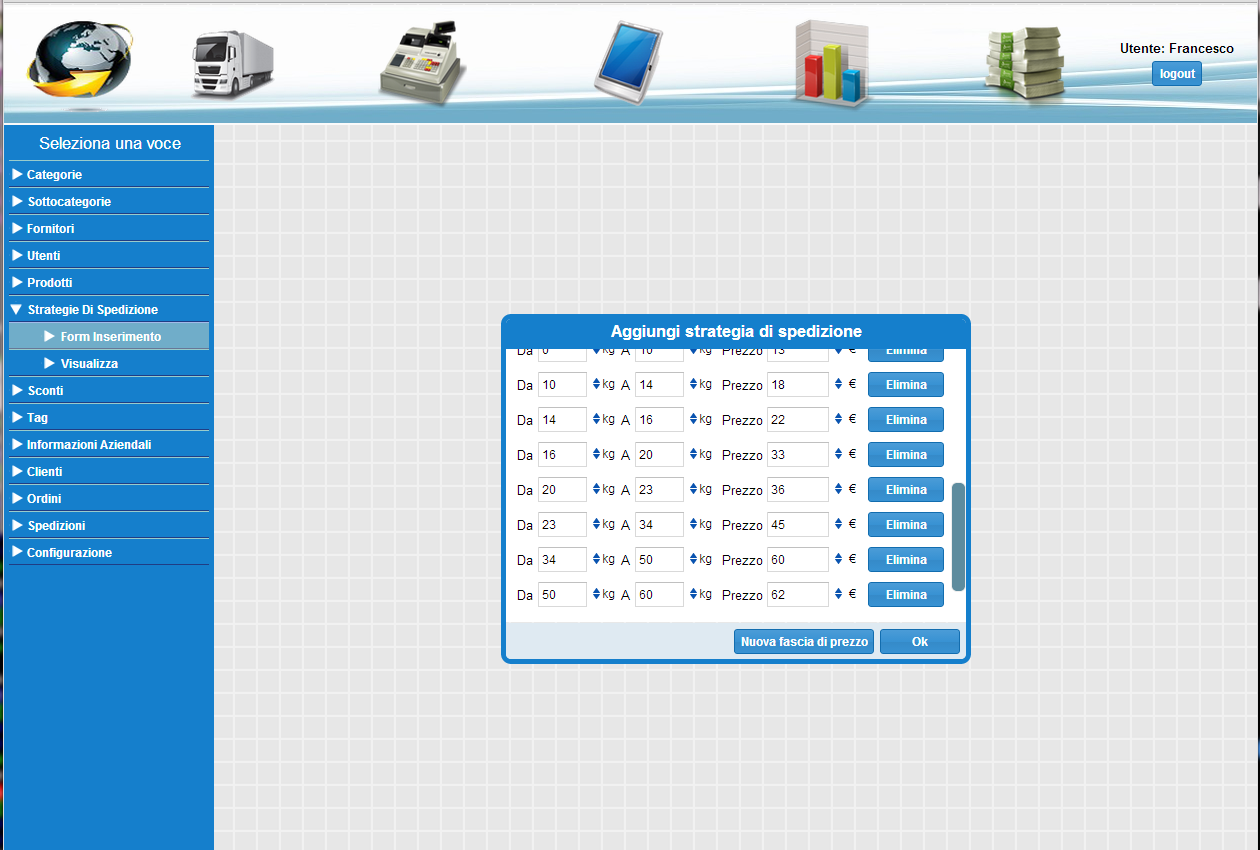 Utente: Francesco
logout
Seleziona una voce
Categorie
Sottocategorie
Fornitori
Utenti
Prodotti
Strategie Di Spedizione
Form Inserimento
Visualizza
Sconti
Tag
Informazioni Aziendali
Clienti
Ordini
Spedizioni
Configurazione
Aggiungi strategia di spedizione
Da 0 kg A 10 kg Prezzo 13 € Elimina
Da 10 kg A 14 kg Prezzo 18 € Elimina
Da 14 kg A 16 kg Prezzo 22 € Elimina
Da 16 kg A 20 kg Prezzo 33 € Elimina
Da 20 kg A 23 kg Prezzo 36 € Elimina
Da 23 kg A 34 kg Prezzo 45 € Elimina
Da 34 kg A 50 kg Prezzo 60 € Elimina
Da 50 kg A 60 kg Prezzo 62 € Elimina
Nuova fascia di prezzo Ok